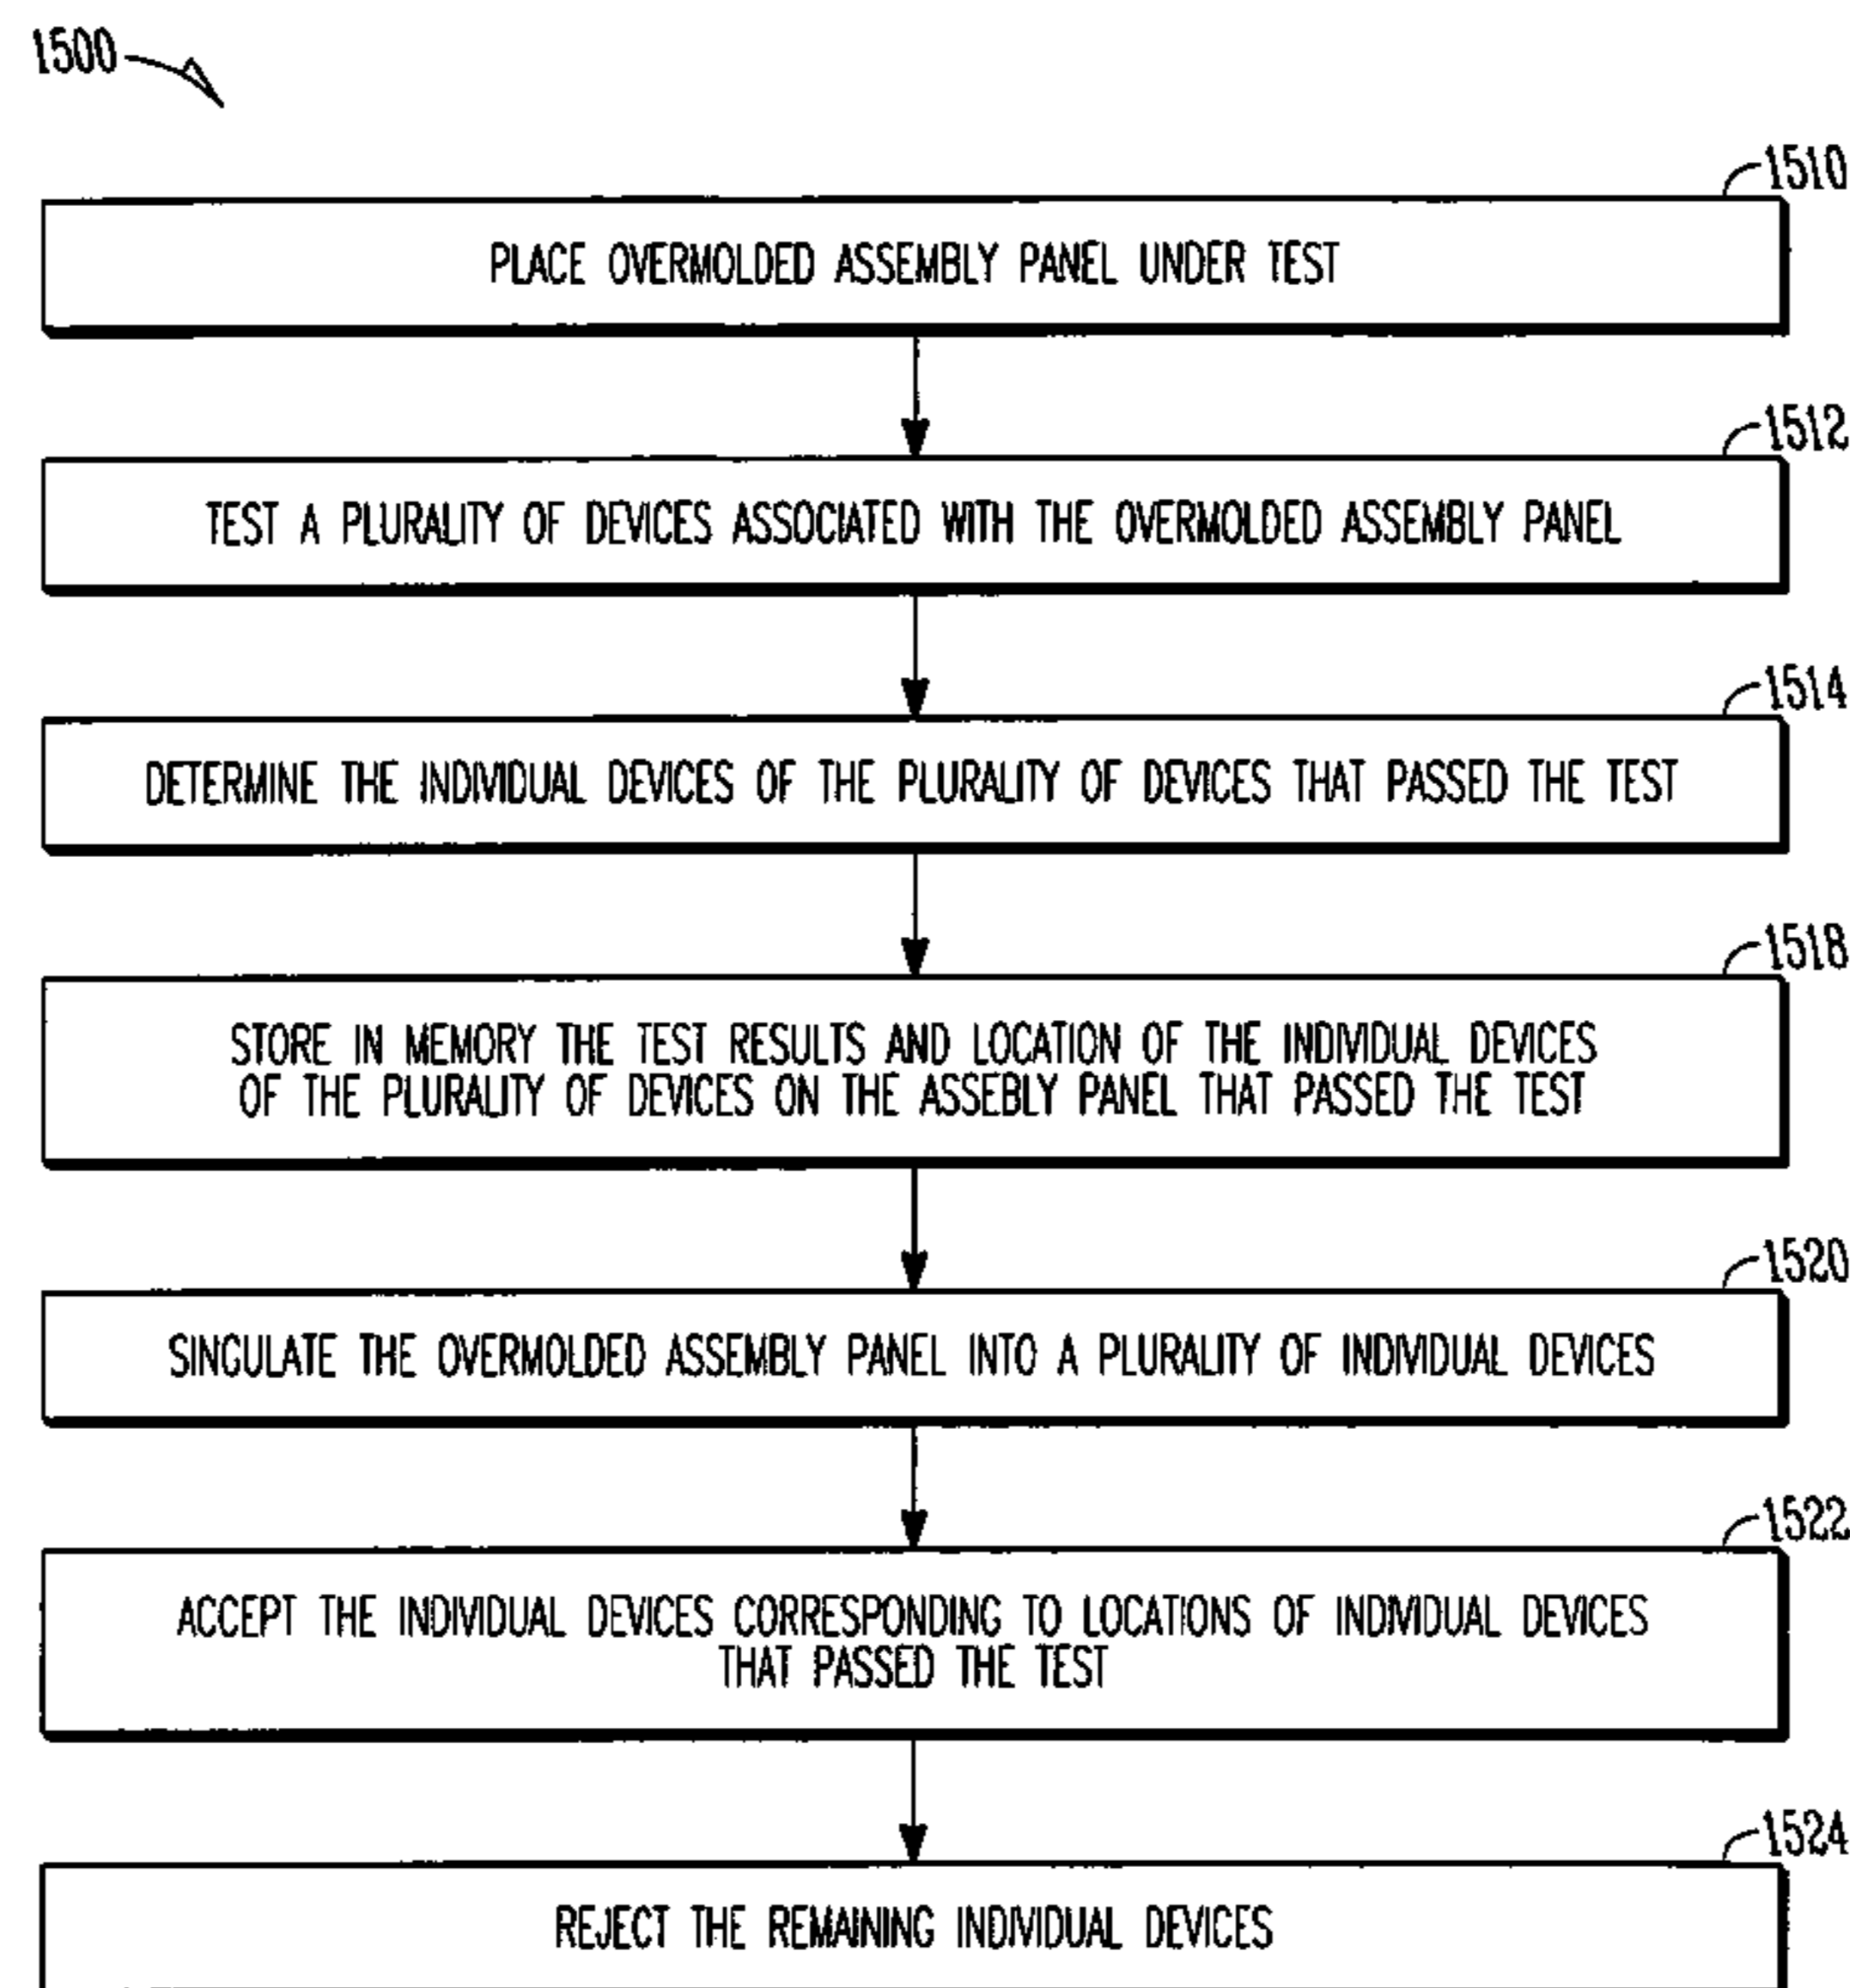 1500
1510
PLACE OVERMOLDED ASSEMBLY PANEL UNDER TEST
1512
TEST A PLURALITY OF DEVICES ASSOCIATED WITH THE OVERMOLDED ASSEMBLY PANEL
1514
DETERMINE THE INDIVIDUAL DEVICES OF THE PLURALITY OF DEVICES THAT PASSED THE TEST
1518
STORE IN MEMORY THE TEST RESULTS AND LOCATION OF THE INDIVIDUAL DEVICES
OF THE PLURALITY OF DEVICES ON THE ASSEBLY PANEL THAT PASSED THE TEST
1520
SINGULATE THE OVERMOLDED ASSEMBLY PANEL INTO A PLURALITY OF INDIVIDUAL DEVICES
1522
ACCEPT THE INDIVIDUAL DEVICES CORRESPONDING TO LOCATIONS OF INDIVIDUAL DEVICES
THAT PASSED THE TEST
1524
REJECT THE REMAINING INDIVIDUAL DEVICES